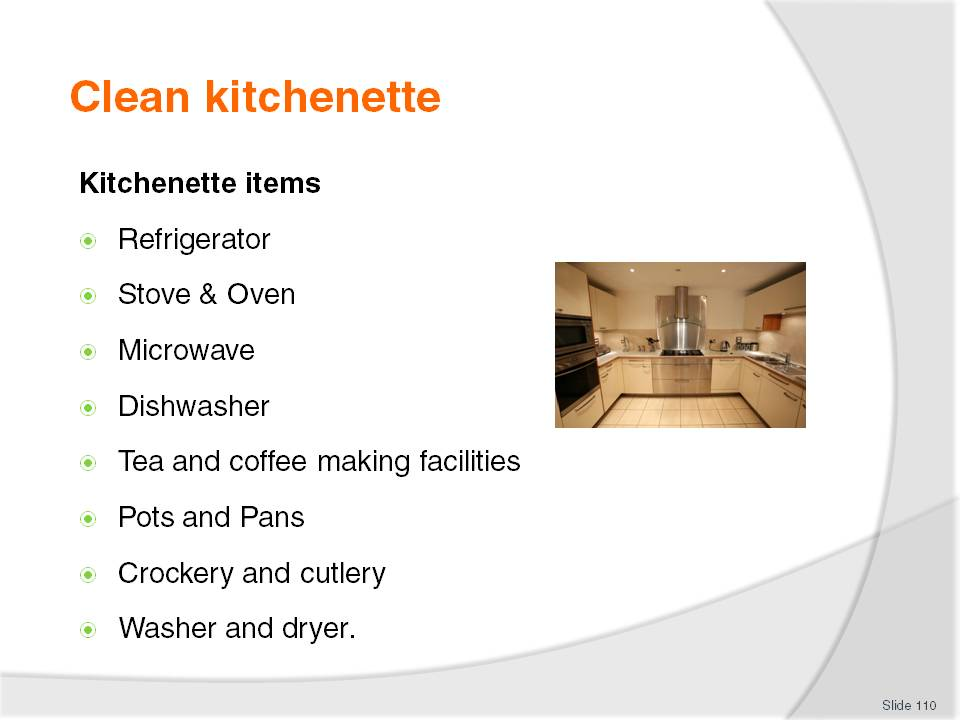 Clean kitchenette
Kitchenette items
Refrigerator
Stove & Oven
Microwave
Dishwasher
Tea and coffee making facilities
Pots and Pans
Crockery and cutlery
Washer and dryer.
Slide 110